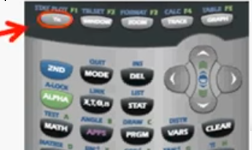 STAT PLOT F1 TBLSET F2 FORMAT F3 CALC F4 TABLE F5
Y= WINDOW ZOOM TRACE GRAPH
QUIT INS
2ND MODE DEL
A-LOCK LINK LIST
ALPHA X,T,θ,n STAT
TEST A ANGLE B DRAW C DISTR
MATH APPS PRGM VARS CLEAR